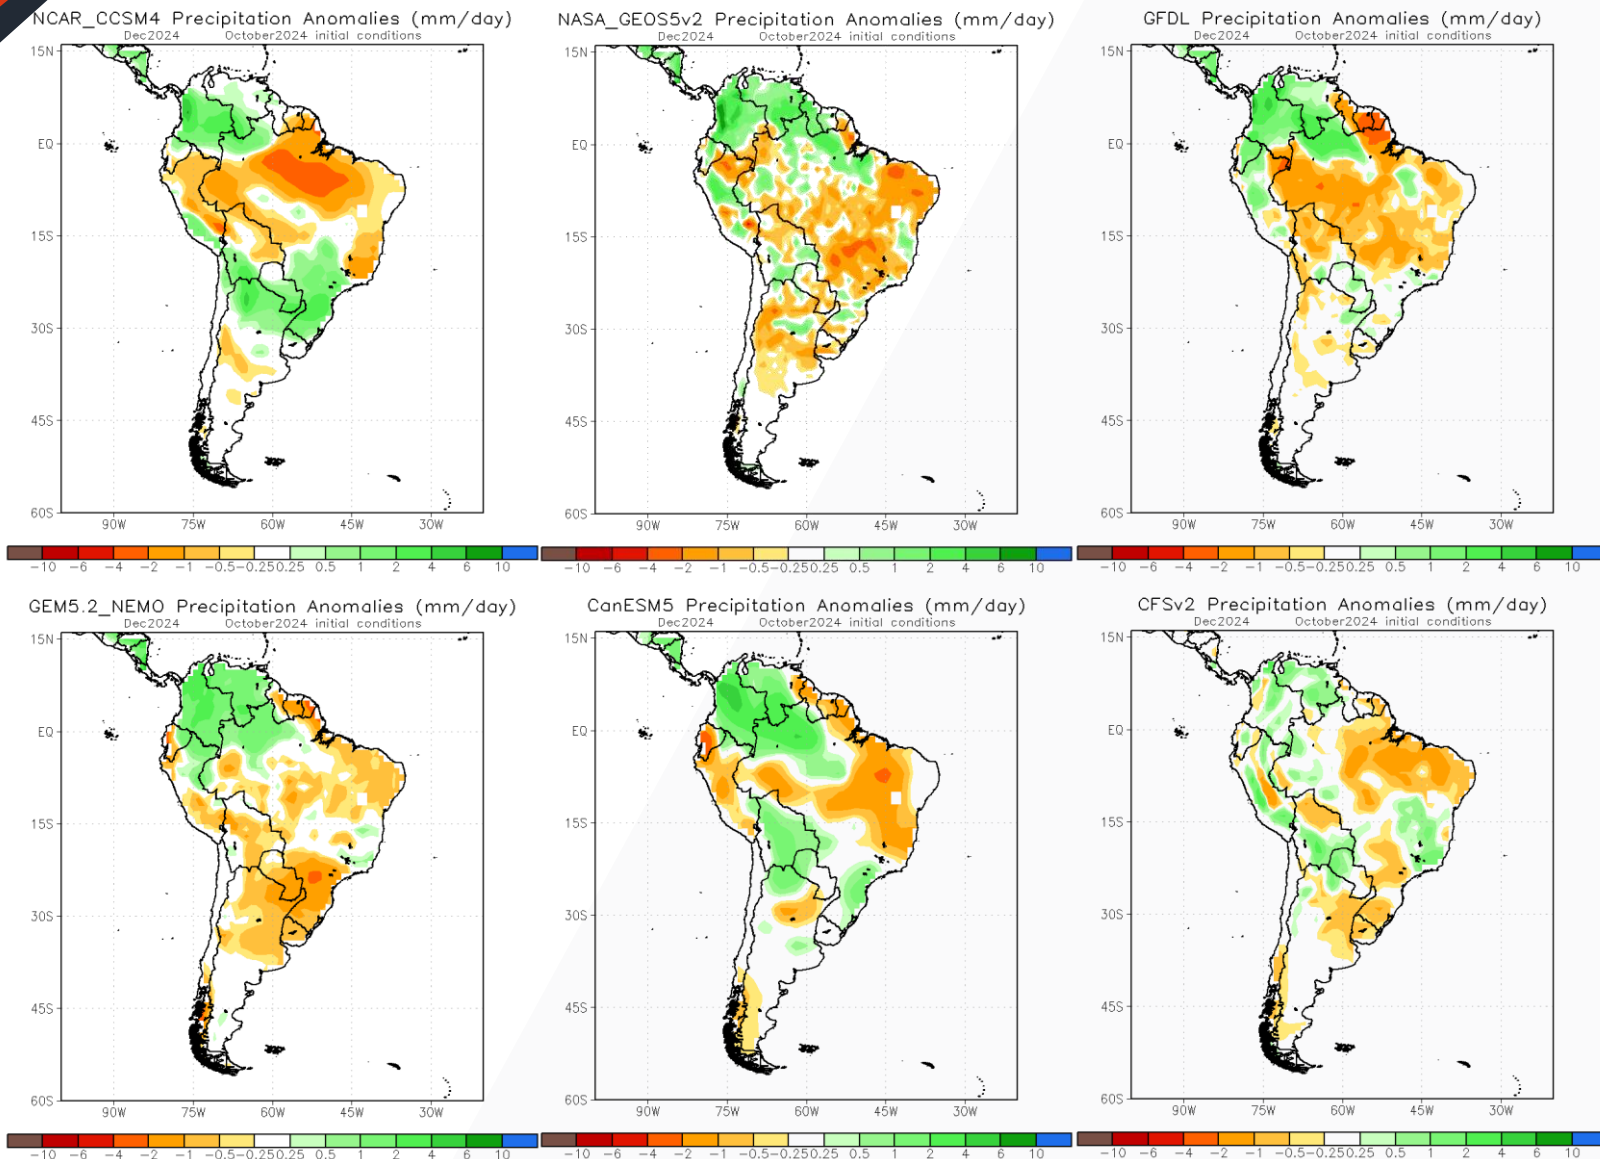 NCAR_CCSM4 Precipitation Anomalies (mm/day)
Dec2024 October2024 initial conditions
15N
EQ
15S
30S
45S
60S
90W 75W 60W 45W 30W
−10 −6 −4 −2 −1 −0.5 −0.25 0.25 0.5 1 2 4 6 10
NASA_GEOS5v2 Precipitation Anomalies (mm/day)
Dec2024 October2024 initial conditions
15N
EQ
15S
30S
45S
60S
90W 75W 60W 45W 30W
−10 −6 −4 −2 −1 −0.5 −0.25 0.25 0.5 1 2 4 6 10
GFDL Precipitation Anomalies (mm/day)
Dec2024 October2024 initial conditions
15N
EQ
15S
30S
45S
60S
90W 75W 60W 45W 30W
−10 −6 −4 −2 −1 −0.5 −0.25 0.25 0.5 1 2 4 6 10
GEM5.2_NEMO Precipitation Anomalies (mm/day)
Dec2024 October2024 initial conditions
15N
EQ
15S
30S
45S
60S
90W 75W 60W 45W 30W
−10 −6 −4 −2 −1 −0.5 −0.25 0.25 0.5 1 2 4 6 10
CanESM5 Precipitation Anomalies (mm/day)
Dec2024 October2024 initial conditions
15N
EQ
15S
30S
45S
60S
90W 75W 60W 45W 30W
−10 −6 −4 −2 −1 −0.5 −0.25 0.25 0.5 1 2 4 6 10
CFSv2 Precipitation Anomalies (mm/day)
Dec2024 October2024 initial conditions
15N
EQ
15S
30S
45S
60S
90W 75W 60W 45W 30W
−10 −6 −4 −2 −1 −0.5 −0.25 0.25 0.5 1 2 4 6 10